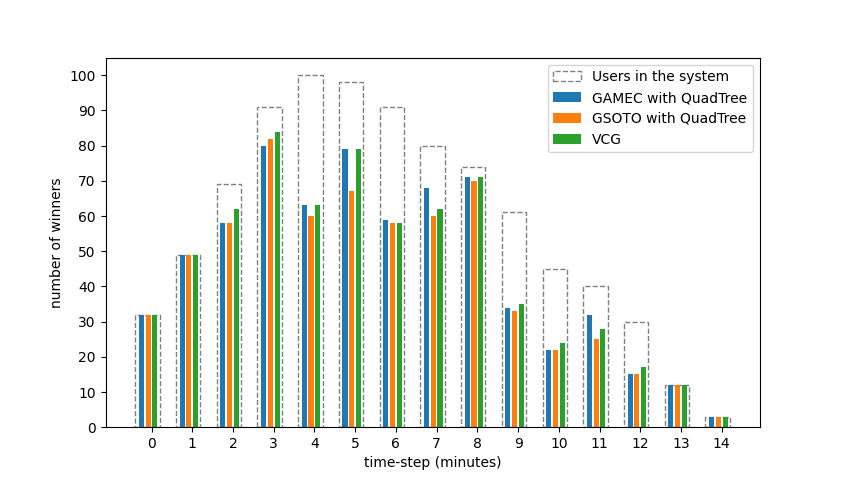 Users in the system
GAMEC with QuadTree
GSOTO with QuadTree
VCG
number of winners
100
90
80
70
60
50
40
30
20
10
0
0 1 2 3 4 5 6 7 8 9 10 11 12 13 14
time-step (minutes)